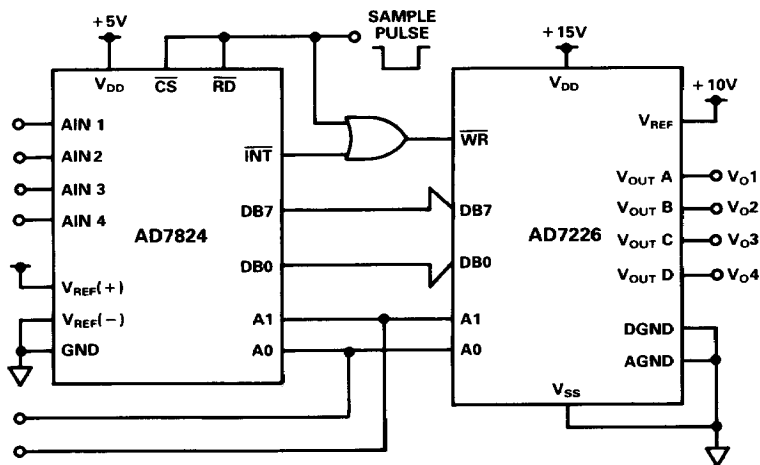 +5V
SAMPLE
PULSE
+15V
+10V
VDD
CS
RD
VDD
VREF
AIN 1
AIN 2
AIN 3
AIN 4
INT
WR
DB7
DB7
DB0
DB0
AD7824
AD7226
VOUT A
VO1
VOUT B
VO2
VOUT C
VO3
VOUT D
VO4
VREF(+)
VREF(−)
GND
A1
A1
A0
A0
DGND
AGND
VSS